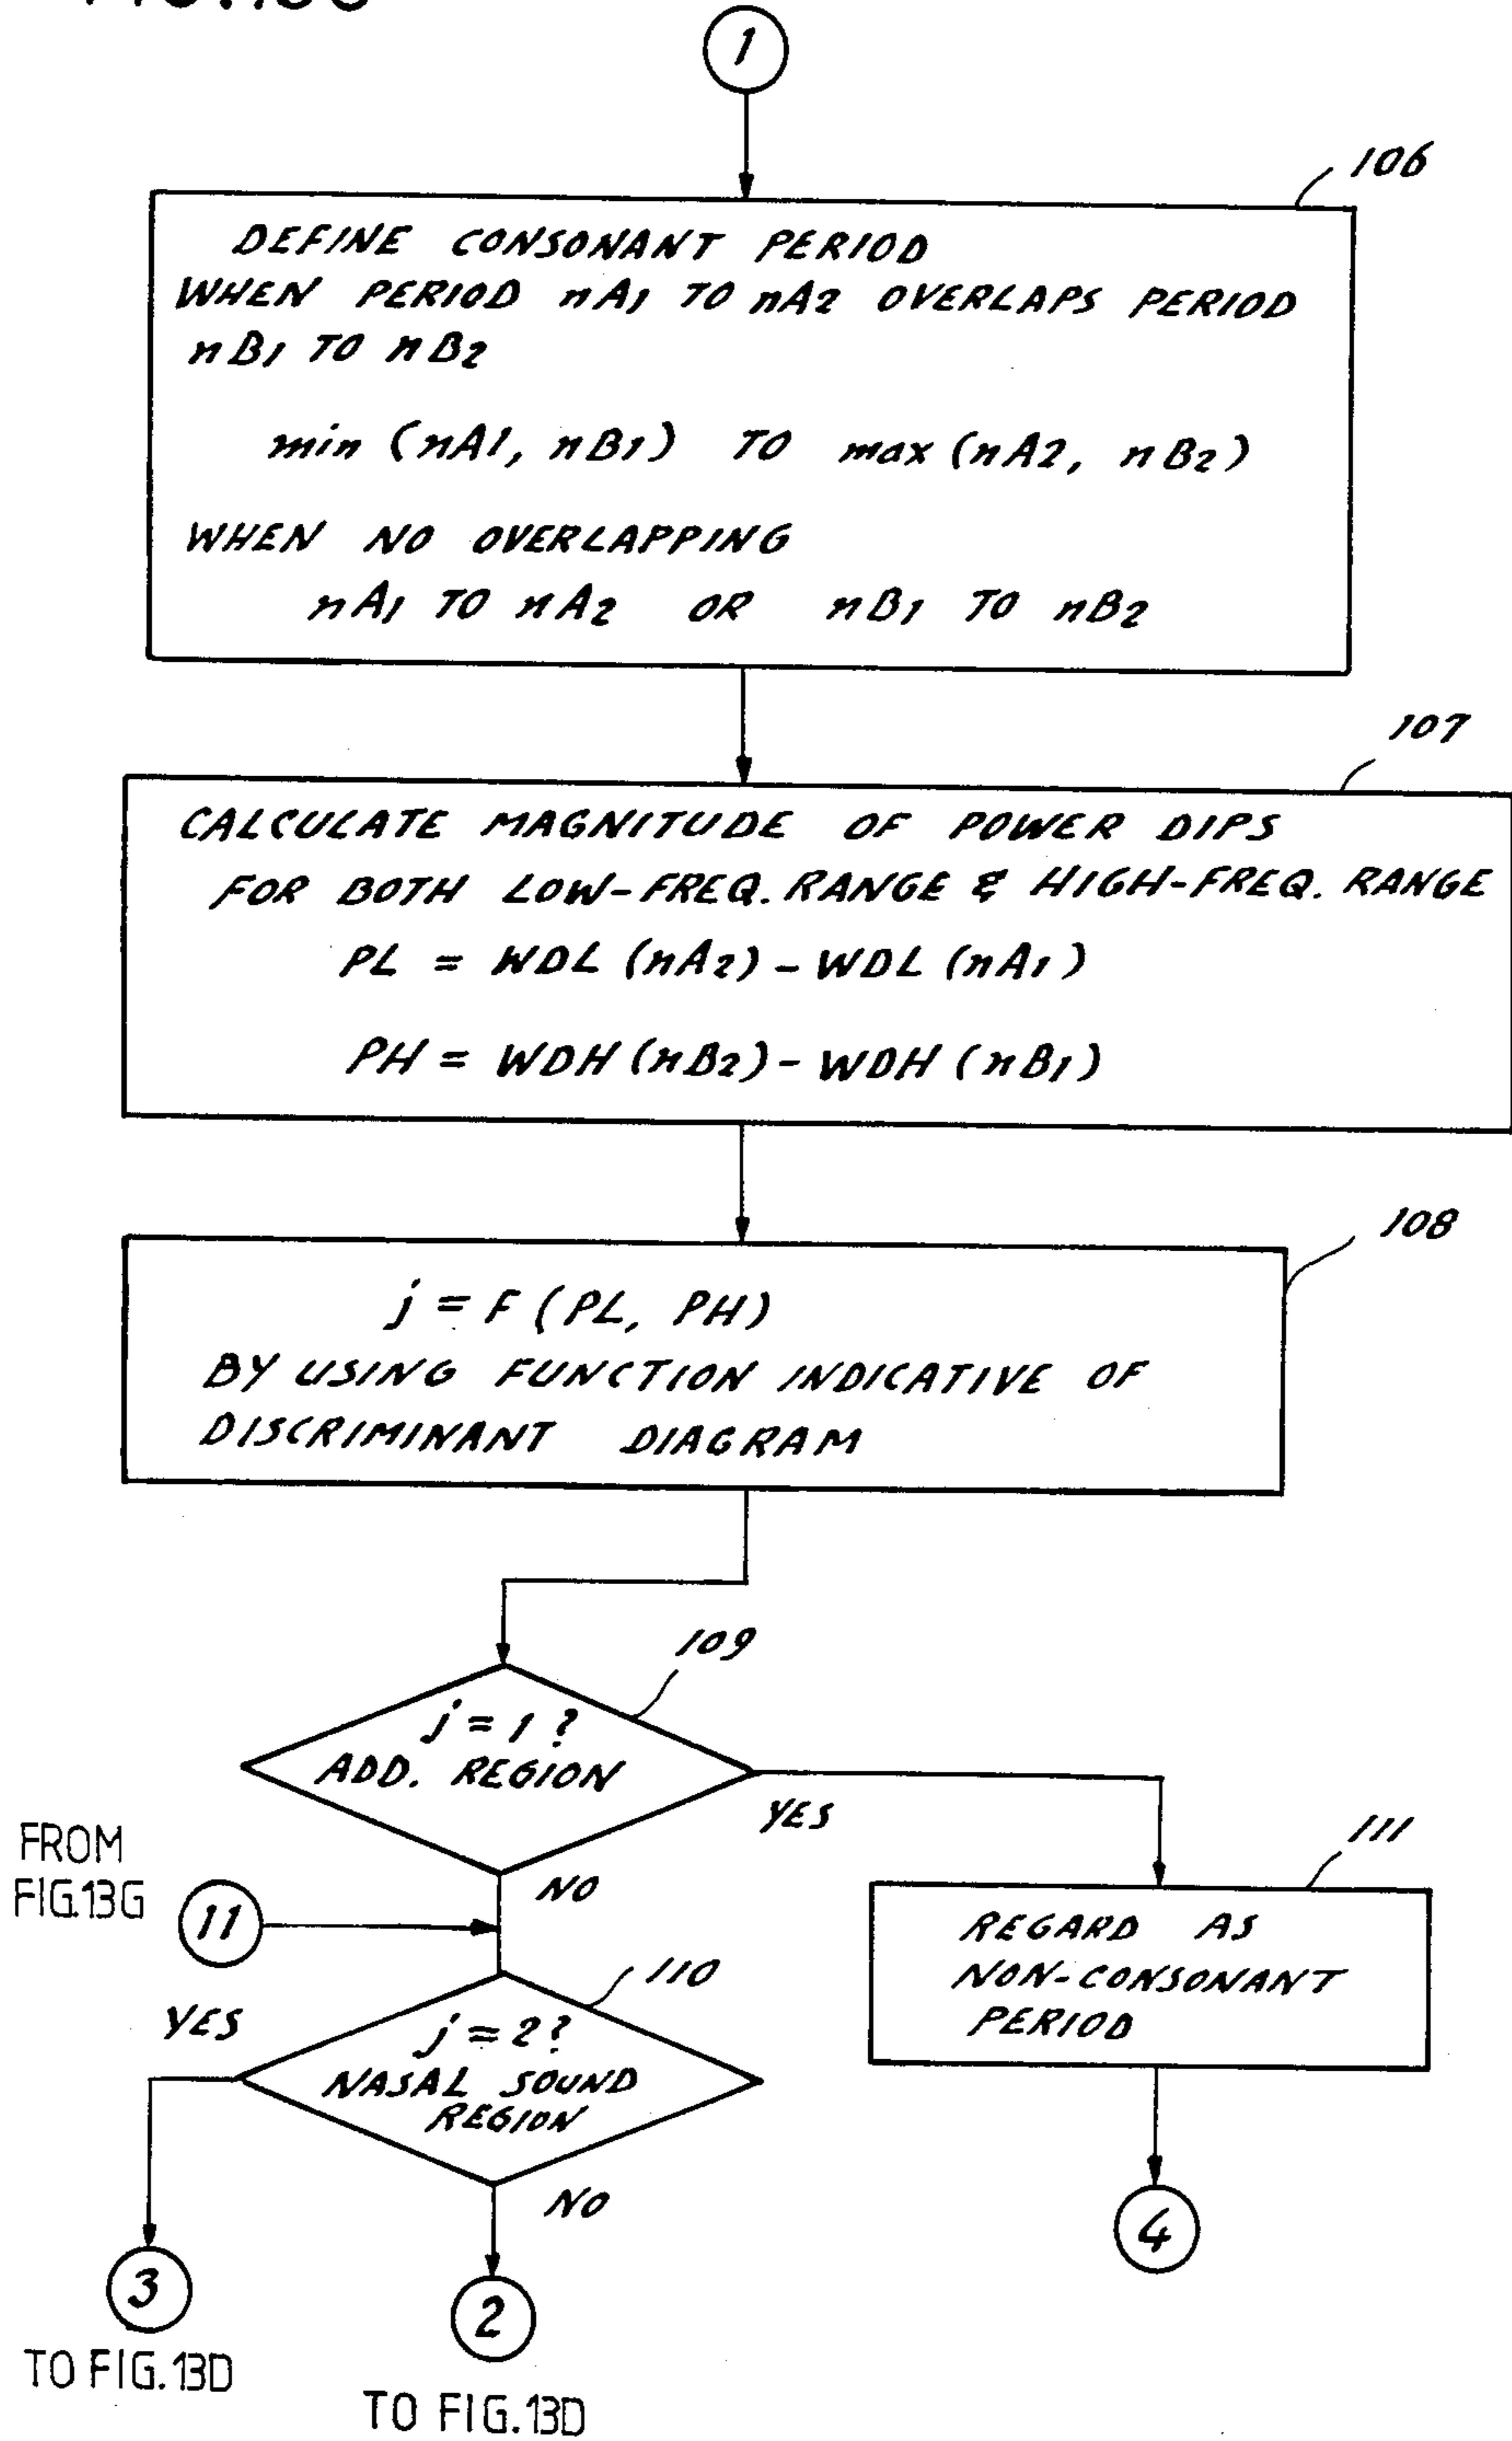 1
106
DEFINE CONSONANT PERIOD
WHEN PERIOD nA1 TO nA2 OVERLAPS PERIOD
nB1 TO nB2
min (nA1, nB1) TO max (nA2, nB2)
WHEN NO OVERLAPPING
nA1 TO nA2 OR nB1 TO nB2
107
CALCULATE MAGNITUDE OF POWER DIPS
FOR BOTH LOW-FREQ. RANGE & HIGH-FREQ. RANGE
PL = WDL (nA2) - WDL (nA1)
PH = WDH (nB2) - WDH (nB1)
108
j = F (PL, PH)
BY USING FUNCTION INDICATIVE OF
DISCRIMINANT DIAGRAM
109
j = 1 ?
ADD. REGION
YES
NO
FROM
FIG.13G
11
111
REGARD AS
NON-CONSONANT
PERIOD
110
YES
j = 2?
NASAL SOUND
REGION
NO
4
3
TO FIG.13D
2
TO FIG.13D